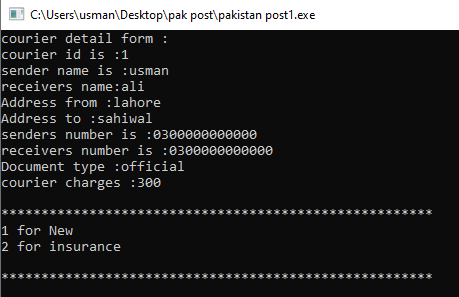 C:\Users\usman\Desktop\pak post\pakistan post1.exe
courier detail form :
courier id is :1
sender name is :usman
receivers name:ali
Address from :lahore
Address to :sahiwal
senders number is :0300000000000
receivers number is :0300000000000
Document type :official
courier charges :300
******************************************************
1 for New
2 for insurance
******************************************************